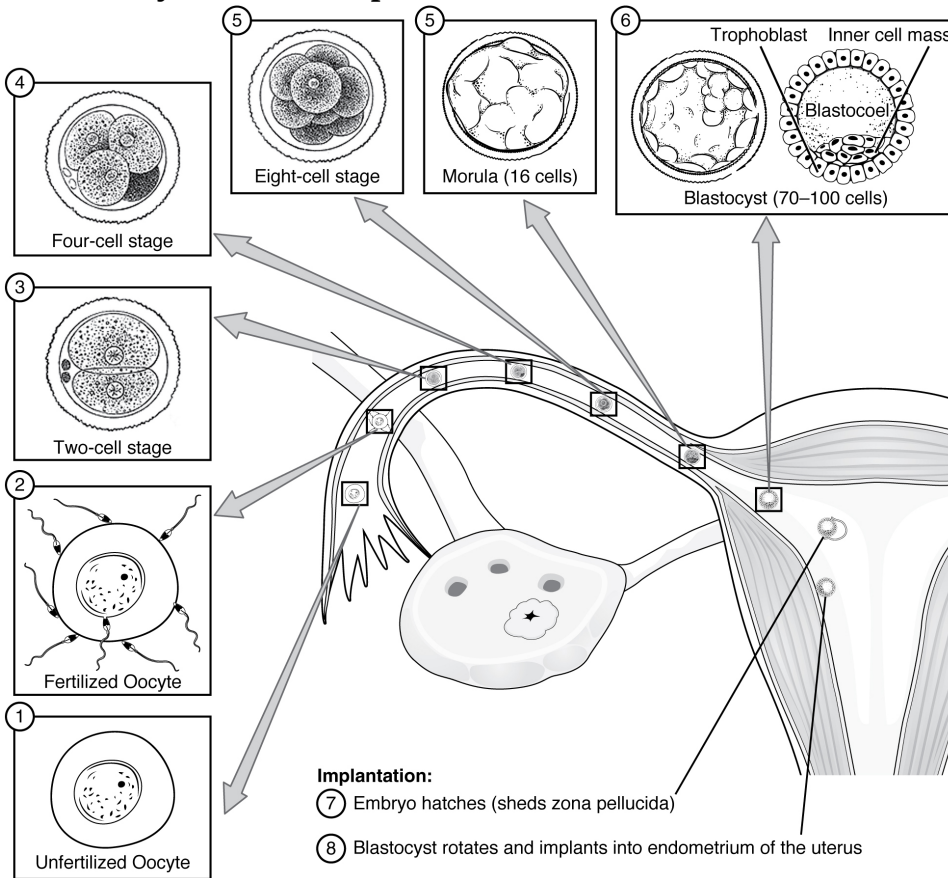 5
5
6
Trophoblast Inner cell mass
4
Blastocoel
Eight-cell stage
Morula (16 cells)
Blastocyst (70–100 cells)
Four-cell stage
3
Two-cell stage
2
Fertilized Oocyte
1
Unfertilized Oocyte
Implantation:
7 Embryo hatches (sheds zona pellucida)
8 Blastocyst rotates and implants into endometrium of the uterus